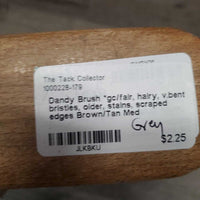 The Tack Collector
1000228-179
Dandy Brush *gc/fair, hairy, v.bent
bristles, older, stains, scraped
edges Brown/Tan Med
Grey
$2.25
JLKBKU